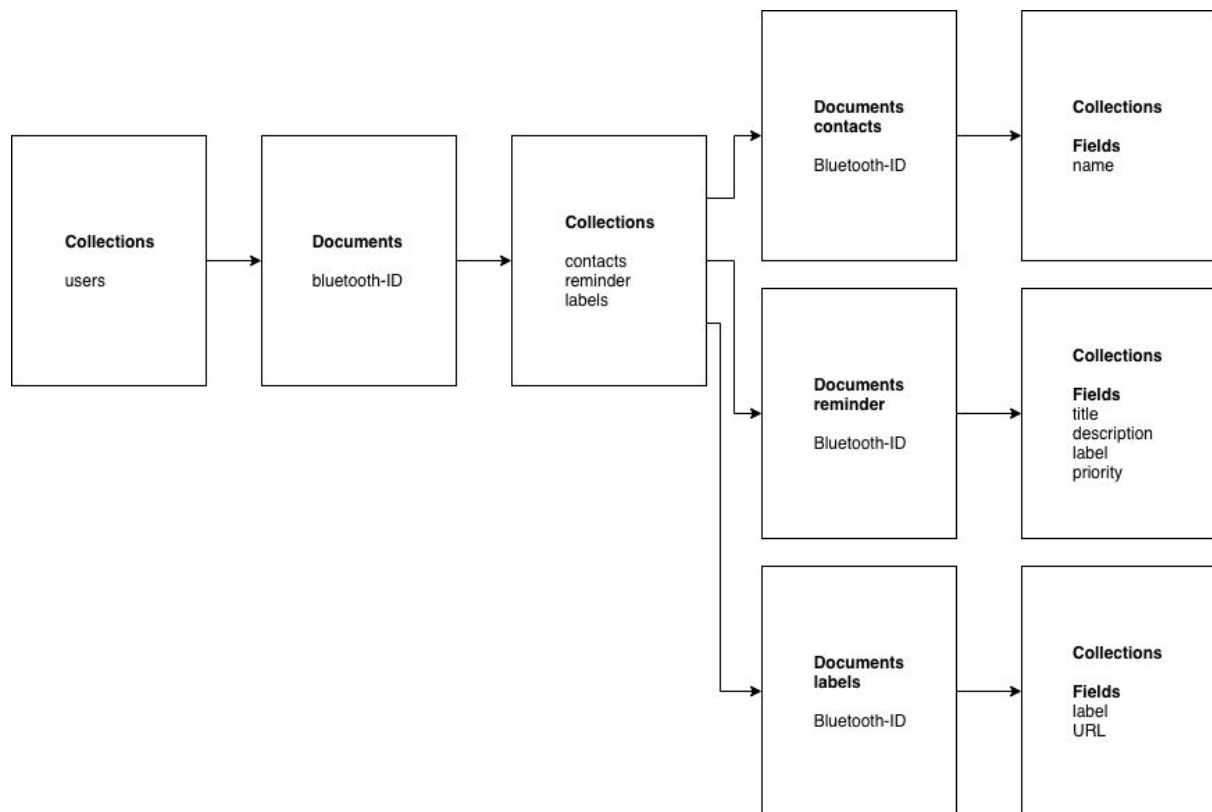 Collections
users
Documents
bluetooth-ID
Collections
contacts
reminder
labels
Documents
contacts
Bluetooth-ID
Collections
Fields
name
Documents
reminder
Bluetooth-ID
Collections
Fields
title
description
label
priority
Documents
labels
Bluetooth-ID
Collections
Fields
label
URL